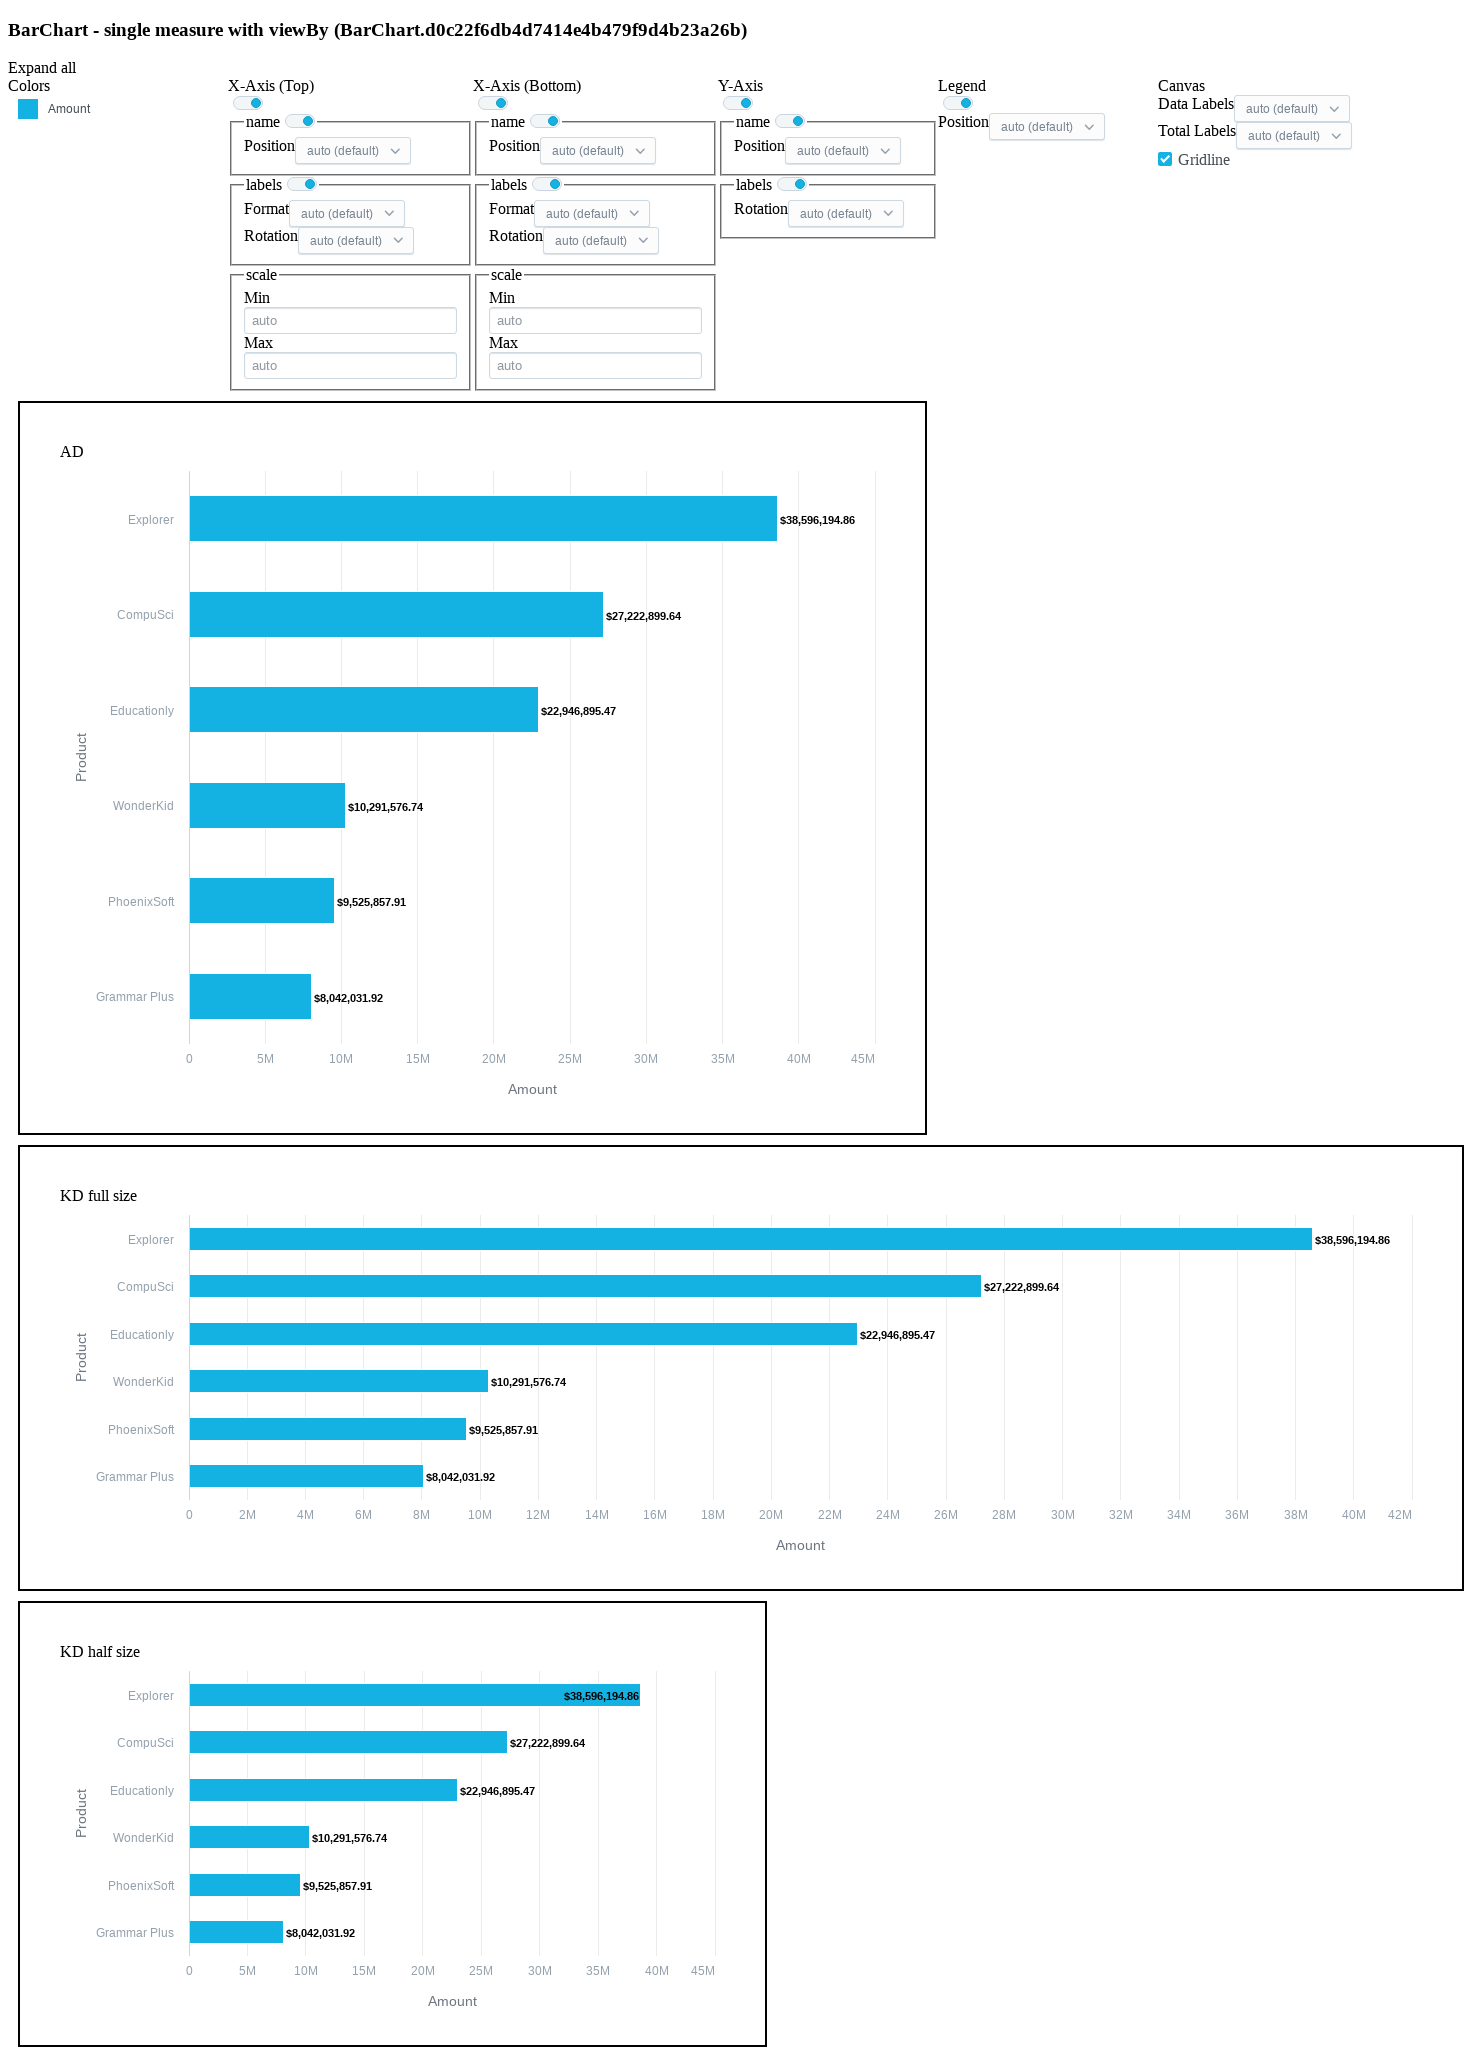 BarChart - single measure with viewBy (BarChart.d0c22f6db4d7414e4b479f9d4b23a26b)
Expand all
Colors
Amount
X-Axis (Top)
name
Position auto (default)
labels
Format auto (default)
Rotation auto (default)
scale
Min
auto
Max
auto
X-Axis (Bottom)
name
Position auto (default)
labels
Format auto (default)
Rotation auto (default)
scale
Min
auto
Max
auto
Y-Axis
name
Position auto (default)
labels
Rotation auto (default)
Legend
Position auto (default)
Canvas
Data Labels auto (default)
Total Labels auto (default)
Gridline
AD
Product
Explorer $38,596,194.86
CompuSci $27,222,899.64
Educationly $22,946,895.47
WonderKid $10,291,576.74
PhoenixSoft $9,525,857.91
Grammar Plus $8,042,031.92
0 5M 10M 15M 20M 25M 30M 35M 40M 45M
Amount
KD full size
Product
Explorer $38,596,194.86
CompuSci $27,222,899.64
Educationly $22,946,895.47
WonderKid $10,291,576.74
PhoenixSoft $9,525,857.91
Grammar Plus $8,042,031.92
0 2M 4M 6M 8M 10M 12M 14M 16M 18M 20M 22M 24M 26M 28M 30M 32M 34M 36M 38M 40M 42M
Amount
KD half size
Product
Explorer $38,596,194.86
CompuSci $27,222,899.64
Educationly $22,946,895.47
WonderKid $10,291,576.74
PhoenixSoft $9,525,857.91
Grammar Plus $8,042,031.92
0 5M 10M 15M 20M 25M 30M 35M 40M 45M
Amount